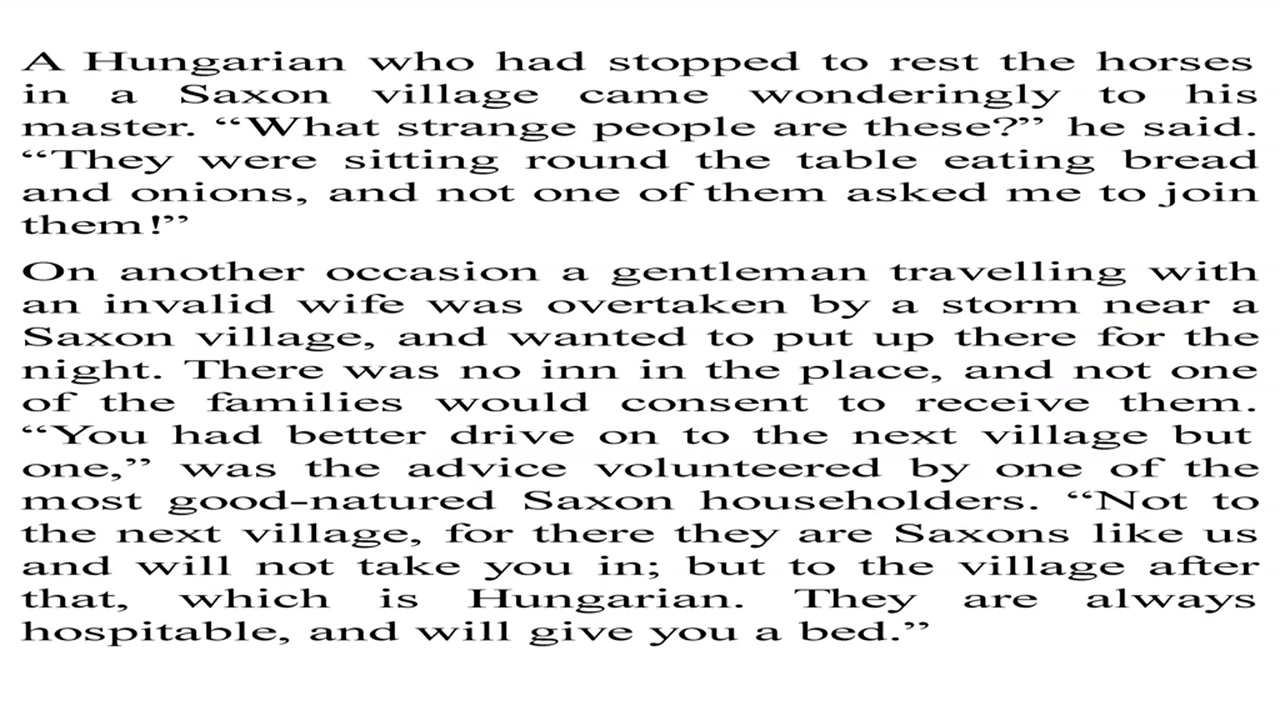 A Hungarian who had stopped to rest the horses
in a Saxon village came wonderingly to his
master. “What strange people are these?” he said.
“They were sitting round the table eating bread
and onions, and not one of them asked me to join
them!”
On another occasion a gentleman travelling with
an invalid wife was overtaken by a storm near a
Saxon village, and wanted to put up there for the
night. There was no inn in the place, and not one
of the families would consent to receive them.
“You had better drive on to the next village but
one,” was the advice volunteered by one of the
most good-natured Saxon householders. “Not to
the next village, for there they are Saxons like us
and will not take you in; but to the village after
that, which is Hungarian. They are always
hospitable, and will give you a bed.”